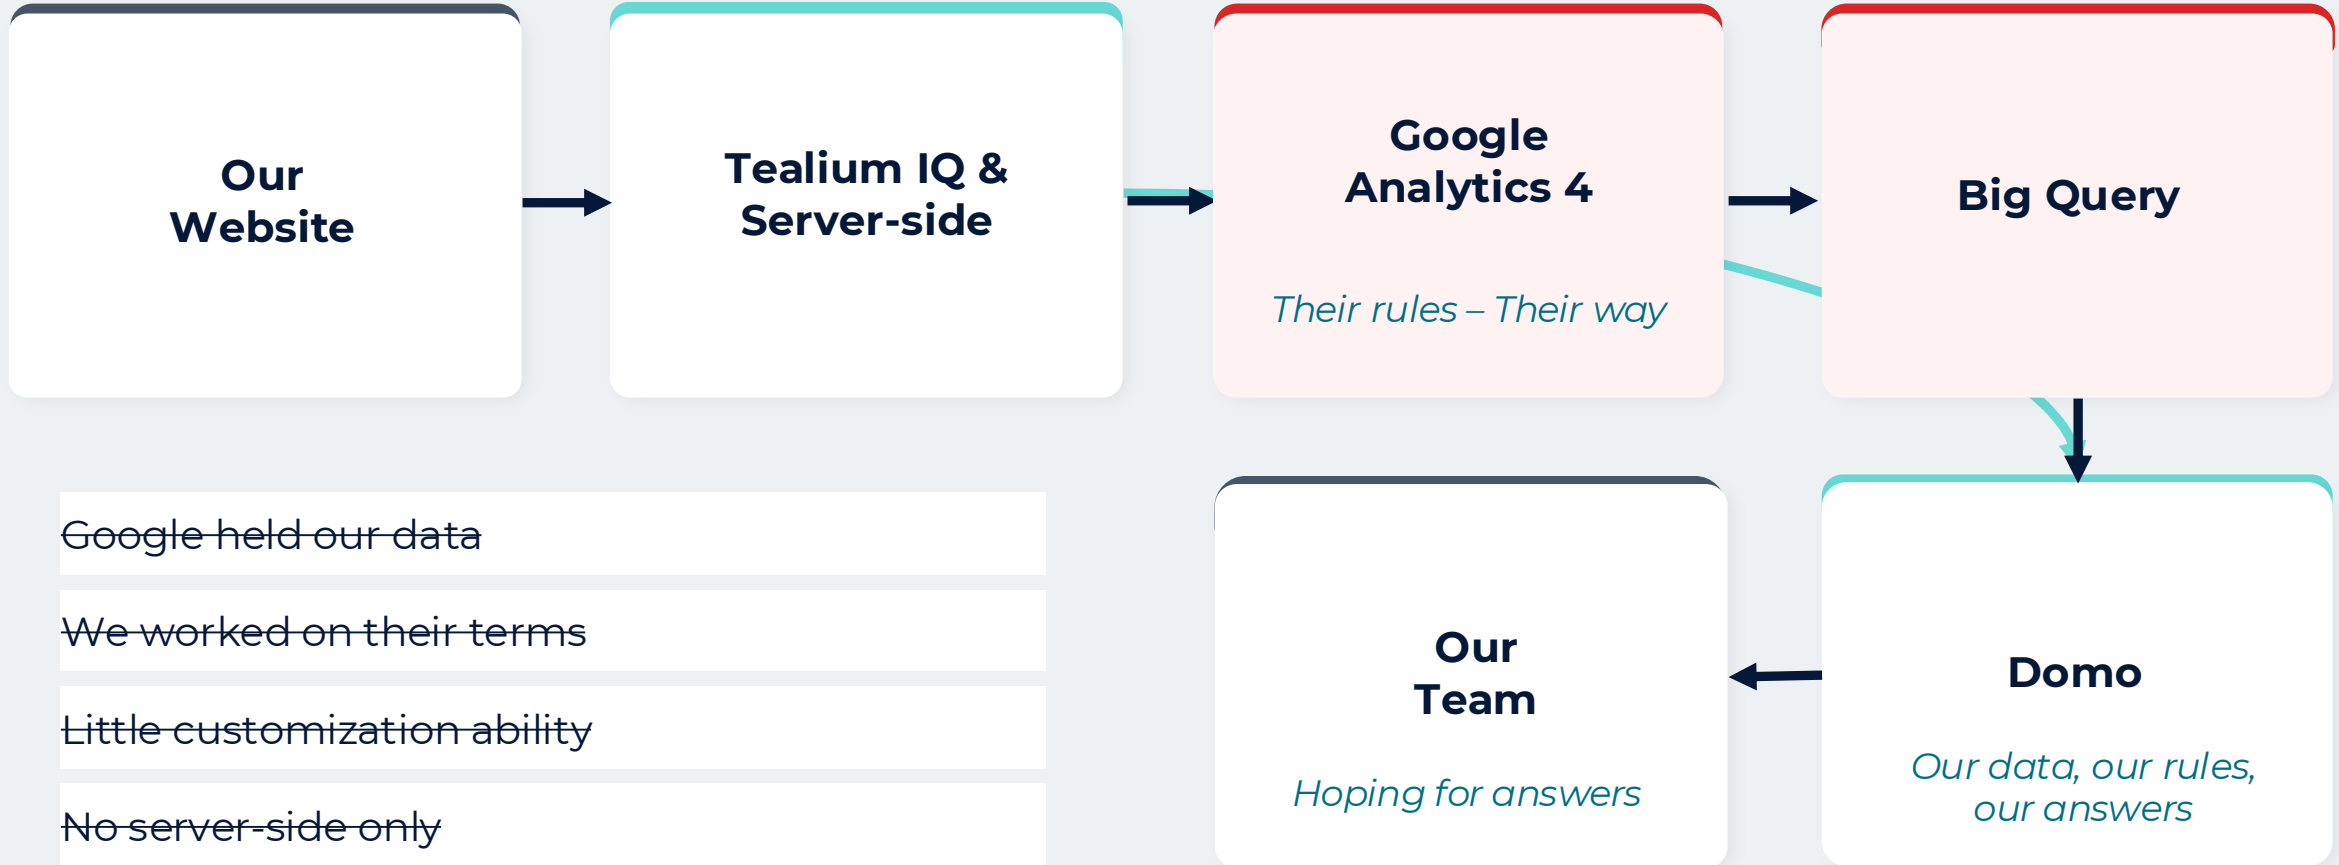 Our
Website
Tealium IQ &
Server-side
Google
Analytics 4
Their rules – Their way
Big Query
Google held our data
We worked on their terms
Little customization ability
No server-side only
Our
Team
Hoping for answers
Domo
Our data, our rules,
our answers